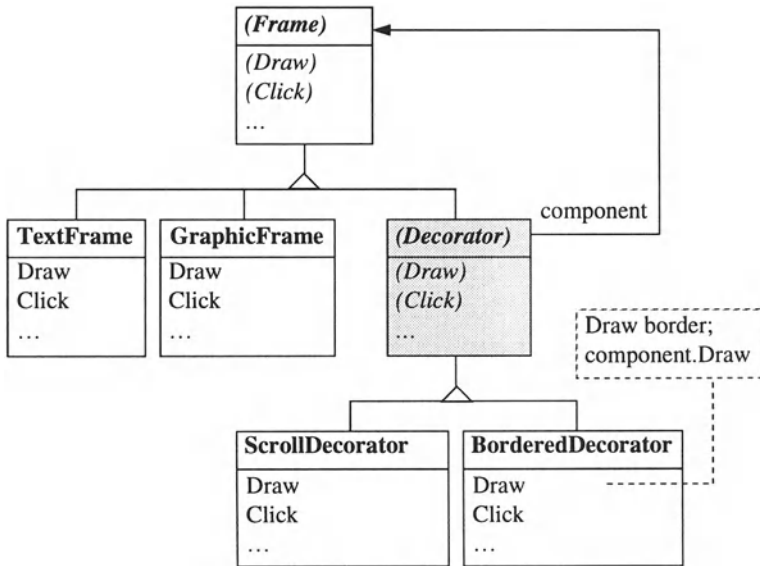 (Frame)
(Draw)
(Click)
...
component
TextFrame
Draw
Click
...
GraphicFrame
Draw
Click
...
(Decorator)
(Draw)
(Click)
...
Draw border;
component.Draw
ScrollDecorator
Draw
Click
...
BorderedDecorator
Draw
Click
...